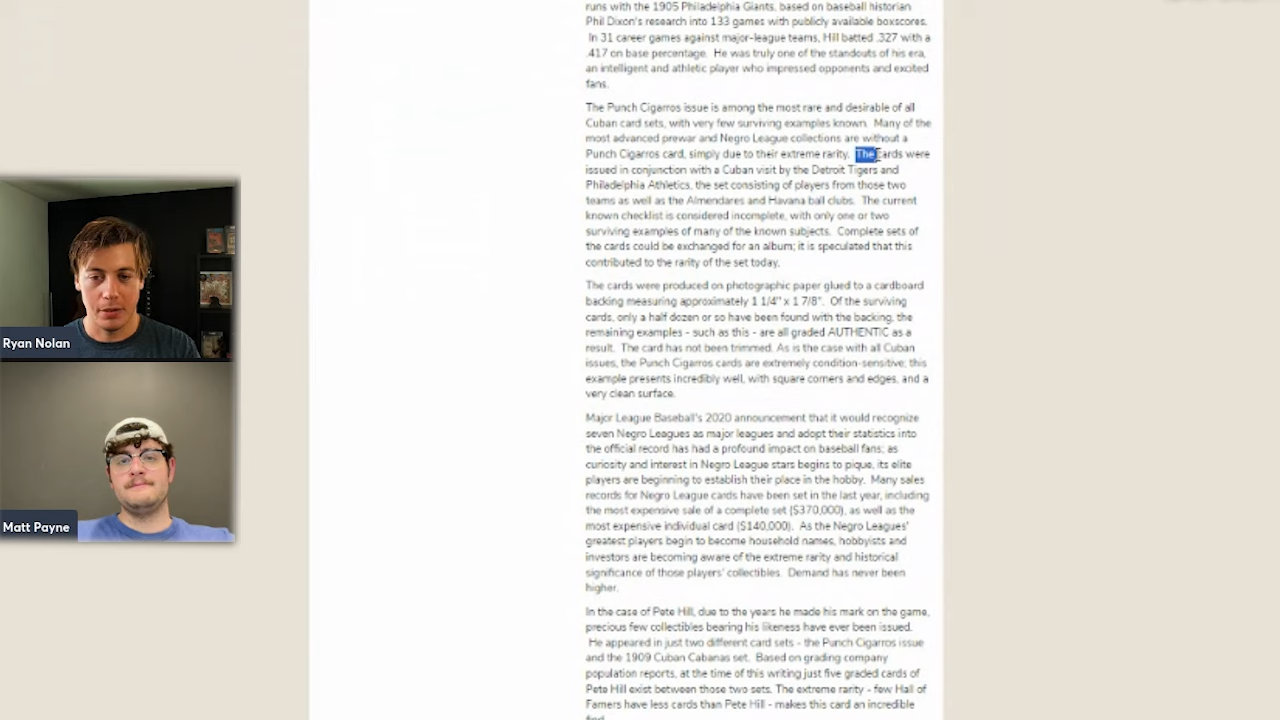 runs with the 1905 Philadelphia Giants, based on baseball historian
Phil Dixon's research into 133 games with publicly available boxscores.
In 31 career games against major-league teams, Hill batted .327 with a
.417 on base percentage. He was truly one of the standouts of his era,
an intelligent and athletic player who impressed opponents and excited
fans.
The Punch Cigarros issue is among the most rare and desirable of all
Cuban card sets, with very few surviving examples known. Many of the
most advanced prewar and Negro League collections are without a
Punch Cigarros card, simply due to their extreme rarity. The cards were
issued in conjunction with a Cuban visit by the Detroit Tigers and
Philadelphia Athletics, the set consisting of players from those two
teams as well as the Almendares and Havana ball clubs. The current
known checklist is considered incomplete, with only one or two
surviving examples of many of the known subjects. Complete sets of
the cards could be exchanged for an album; it is speculated that this
contributed to the rarity of the set today.
The cards were produced on photographic paper glued to a cardboard
backing measuring approximately 1 1/4" x 1 7/8". Of the surviving
cards, only a half dozen or so have been found with the backing, the
remaining examples - such as this - are all graded AUTHENTIC as a
result. The card has not been trimmed. As is the case with all Cuban
issues, the Punch Cigarros cards are extremely condition-sensitive; this
example presents incredibly well, with square corners and edges, and a
very clean surface.
Major League Baseball's 2020 announcement that it would recognize
seven Negro Leagues as major leagues and adopt their statistics into
the official record has had a profound impact on baseball fans; as
curiosity and interest in Negro League stars begins to pique, its elite
players are beginning to establish their place in the hobby. Many sales
records for Negro League cards have been set in the last year, including
the most expensive sale of a complete set ($370,000), as well as the
most expensive individual card ($140,000). As the Negro Leagues'
greatest players begin to become household names, hobbyists and
investors are becoming aware of the extreme rarity and historical
significance of those players' collectibles. Demand has never been
higher.
In the case of Pete Hill, due to the years he made his mark on the game,
precious few collectibles bearing his likeness have ever been issued.
He appeared in just two different card sets - the Punch Cigarros issue
and the 1909 Cuban Cabanas set. Based on grading company
population reports, at the time of this writing just five graded cards of
Pete Hill exist between those two sets. The extreme rarity - few Hall of
Famers have less cards than Pete Hill - makes this card an incredible
find
Ryan Nolan
Matt Payne